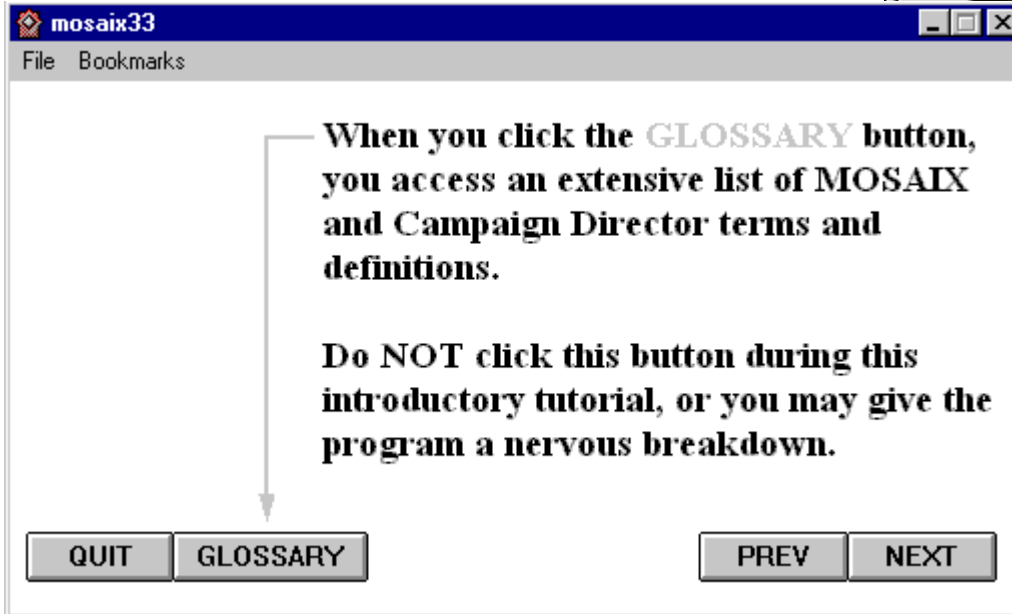 mosaix33
File Bookmarks
When you click the GLOSSARY button,
you access an extensive list of MOSAIX
and Campaign Director terms and
definitions.
Do NOT click this button during this
introductory tutorial, or you may give the
program a nervous breakdown.
QUIT GLOSSARY PREV NEXT